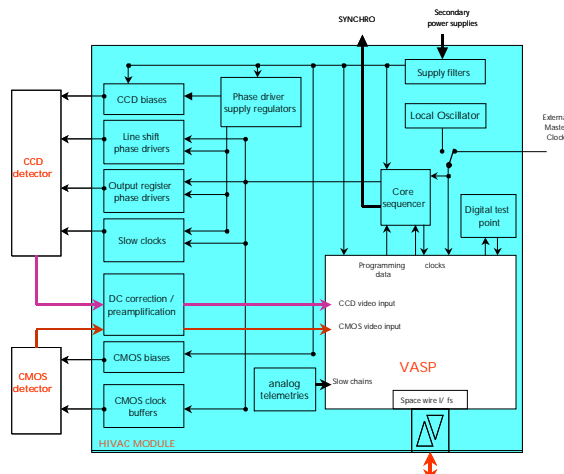 SYNCHRO
Secondary
power supplies
Supply filters
CCD biases
Phase driver
supply regulators
Local Oscillator
External
Master
Clock
Line shift
phase drivers
CCD
detector
Output register
phase drivers
Core
sequencer
Digital test
point
Slow clocks
Programming
data
clocks
DC correction /
preamplification
CCD video input
CMOS video input
CMOS biases
VASP
CMOS
detector
analog
telemetries
Slow chains
CMOS clock
buffers
Space wire I/ fs
HIVAC MODULE